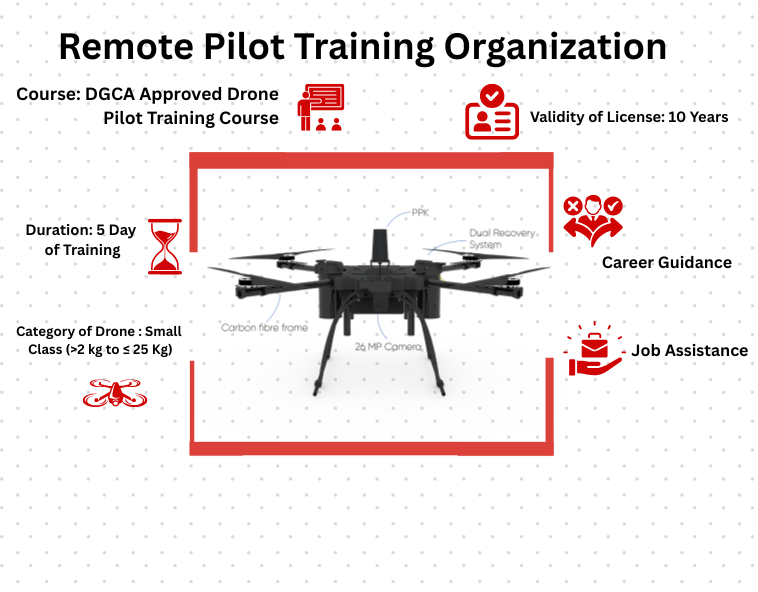 Remote Pilot Training Organization
Course: DGCA Approved Drone
Pilot Training Course
Validity of License: 10 Years
Duration: 5 Day
of Training
PPK
Dual Recovery
System
Career Guidance
Carbon fibre frame
26 MP Camera
Category of Drone : Small
Class (>2 kg to ≤ 25 Kg)
Job Assistance